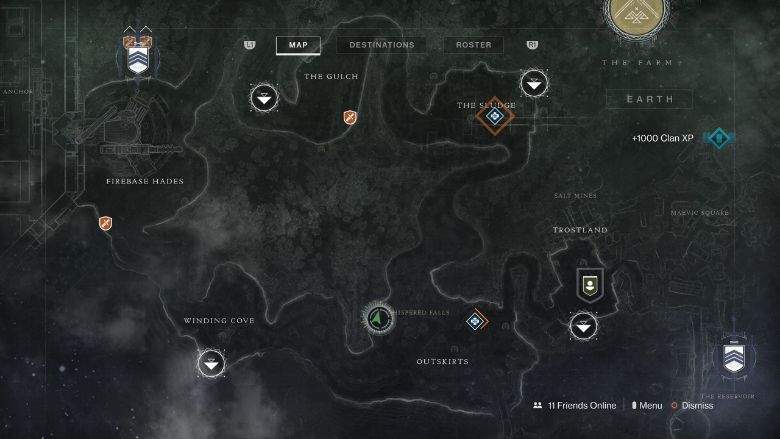 L1
MAP
DESTINATIONS
ROSTER
R1
THE FARM
THE GULCH
ANCHOR
THE SLUDGE
EARTH
+1000 Clan XP
FIREBASE HADES
SALT MINES
MAEVIC SQUARE
TROSTLAND
WHISPERED FALLS
WINDING COVE
OUTSKIRTS
THE RESERVOIR
11 Friends Online
Menu
Dismiss